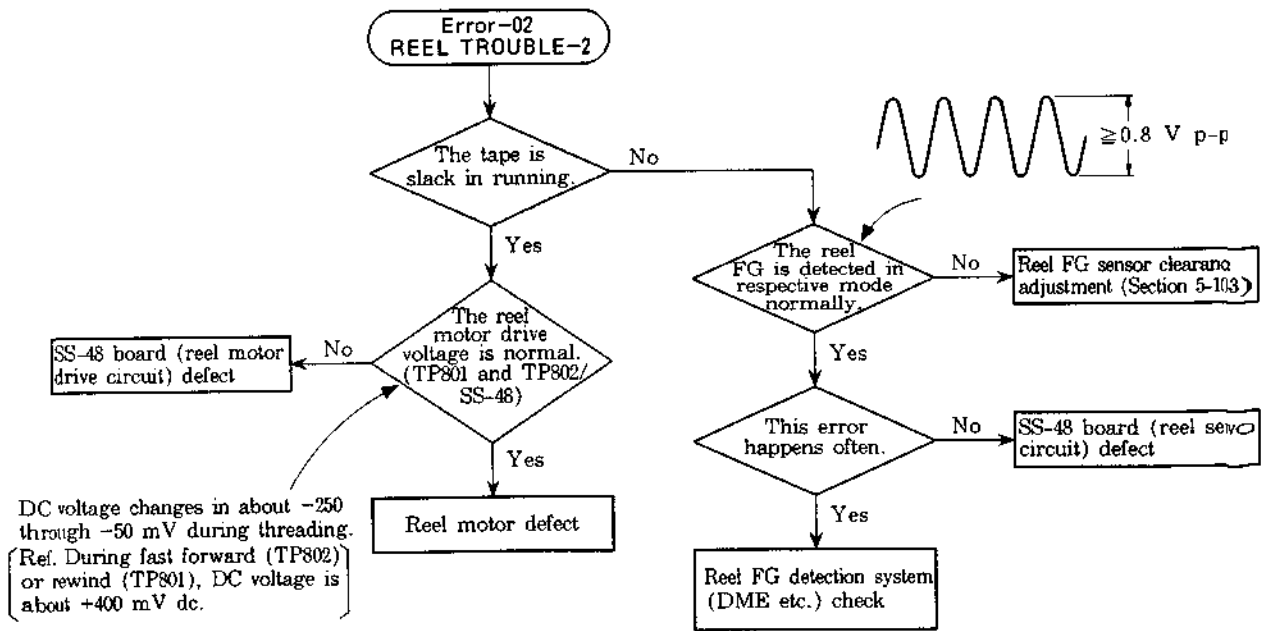 Error-02
REEL TROUBLE-2
The tape is
slack in running.
No
Yes
≧0.8 V p-p
The reel
FG is detected in
respective mode
normally.
No
Reel FG sensor clearanc
adjustment (Section 5-103)
Yes
The reel
motor drive
voltage is normal.
(TP801 and TP802/
SS-48)
No
SS-48 board (reel motor
drive circuit) defect
Yes
This error
happens often.
No
SS-48 board (reel servo
circuit) defect
Yes
DC voltage changes in about -250
through -50 mV during threading.
Ref. During fast forward (TP802)
or rewind (TP801), DC voltage is
about +400 mV dc.
Reel motor defect
Reel FG detection system
(DME etc.) check